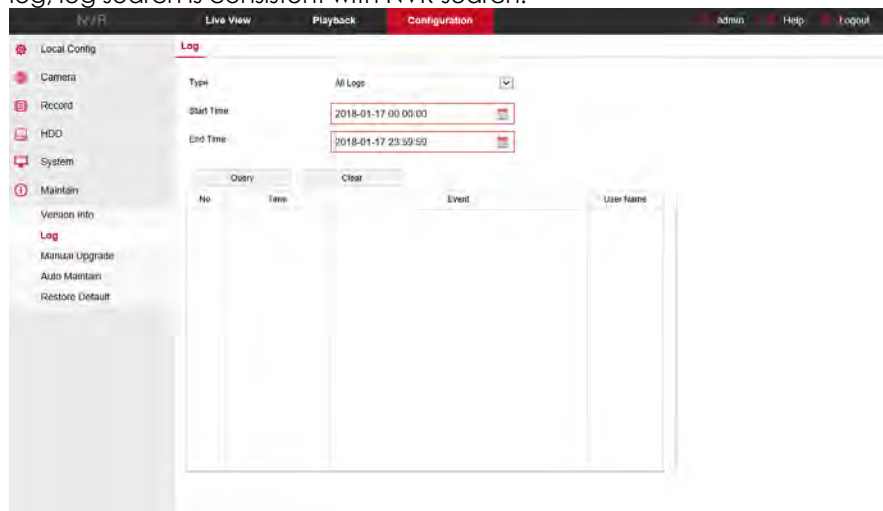 log, log search is consistent with NVR search.
NVR Live View Playback Configuration admin Help Logout
Local Config
Log
Camera
Type All Logs
Record
Start Time 2018-01-17 00:00:00
HDD
End Time 2018-01-17 23:59:59
System
Query Clear
Maintain
No. Time Event User Name
Version Info
Log
Manual Upgrade
Auto Maintain
Restore Default